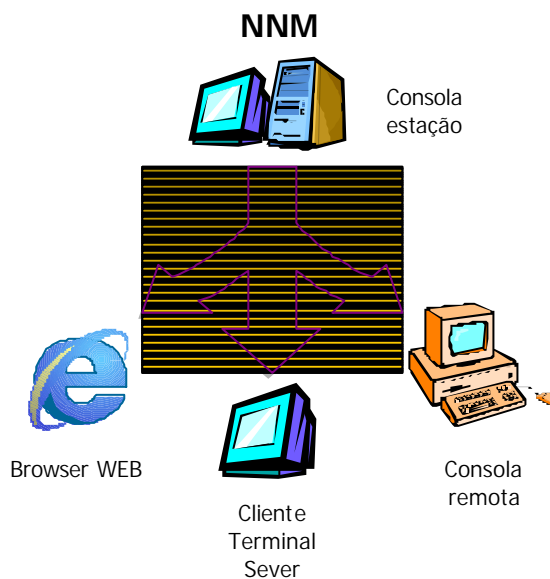 NNM
Consola
estação
Browser WEB
Cliente
Terminal
Sever
Consola
remota